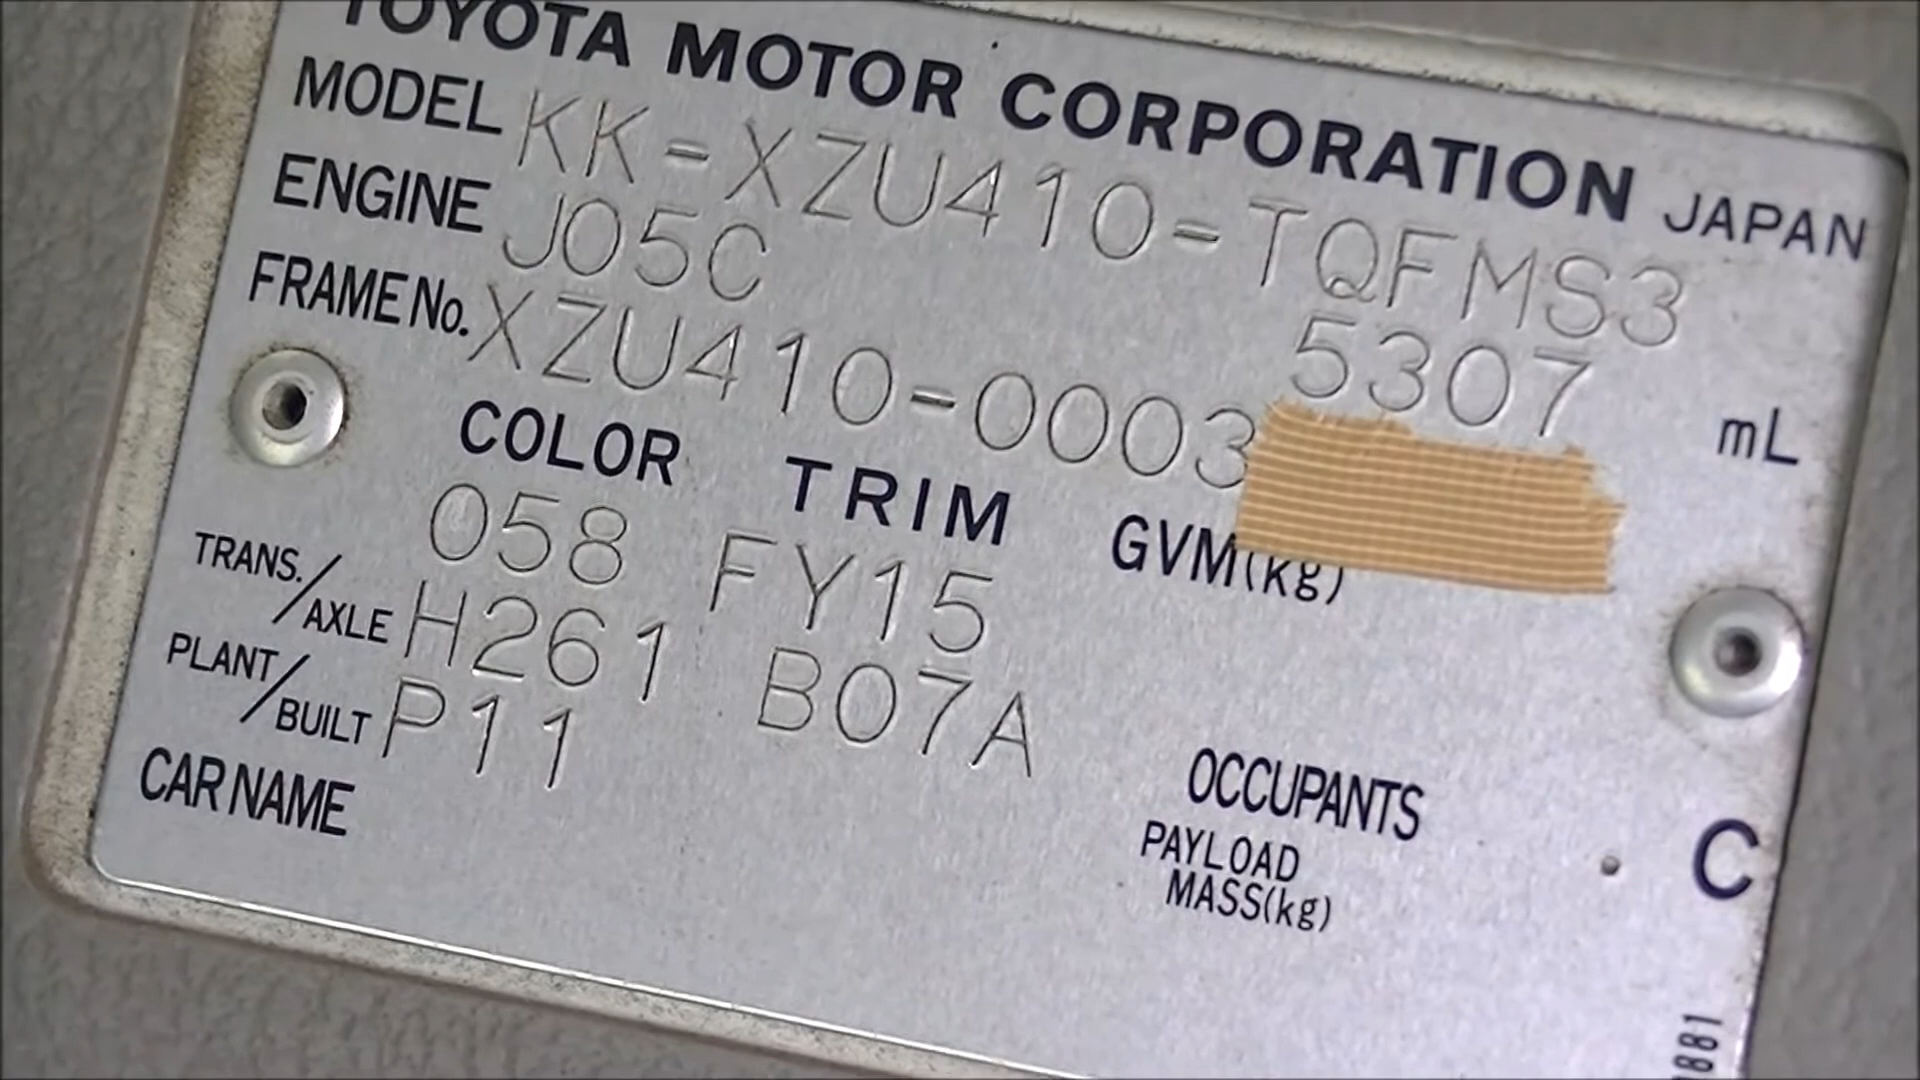 TOYOTA MOTOR CORPORATION JAPAN
MODEL KK-XZU410-TQFMS3
ENGINE J05C 5307 mL
FRAME No. XZU410-0003
COLOR TRIM GVM(kg)
058 FY15
TRANS./AXLE H261 B07A
PLANT/BUILT P11
CAR NAME
OCCUPANTS
PAYLOAD
MASS(kg)
C